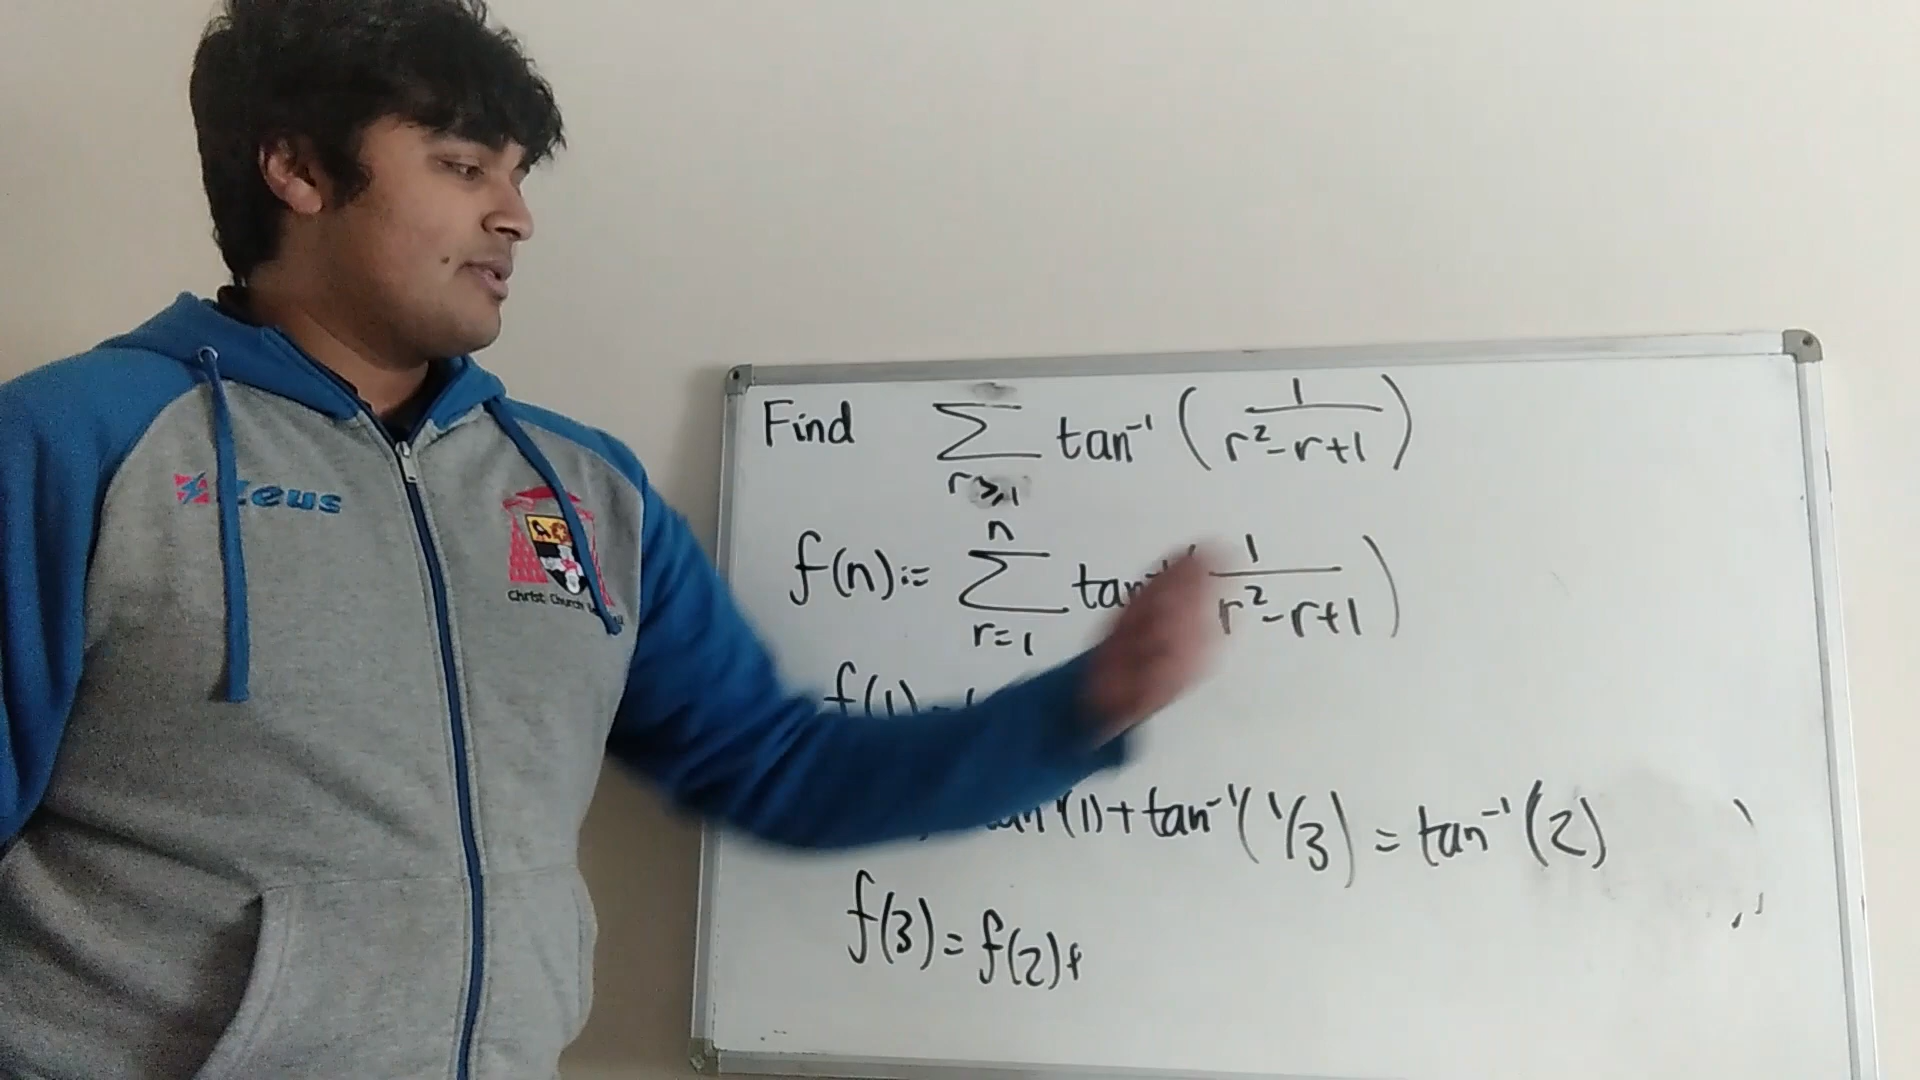 zeus
Christ Church
Find ∑ r≥1 tan⁻¹ ( 1 / r²-r+1 )
f(n):= ∑ n r=1 tan⁻¹ ( 1 / r²-r+1 )
f(1) =
tan⁻¹(1)+tan⁻¹(1/3) = tan⁻¹(2)
f(3) = f(2)+